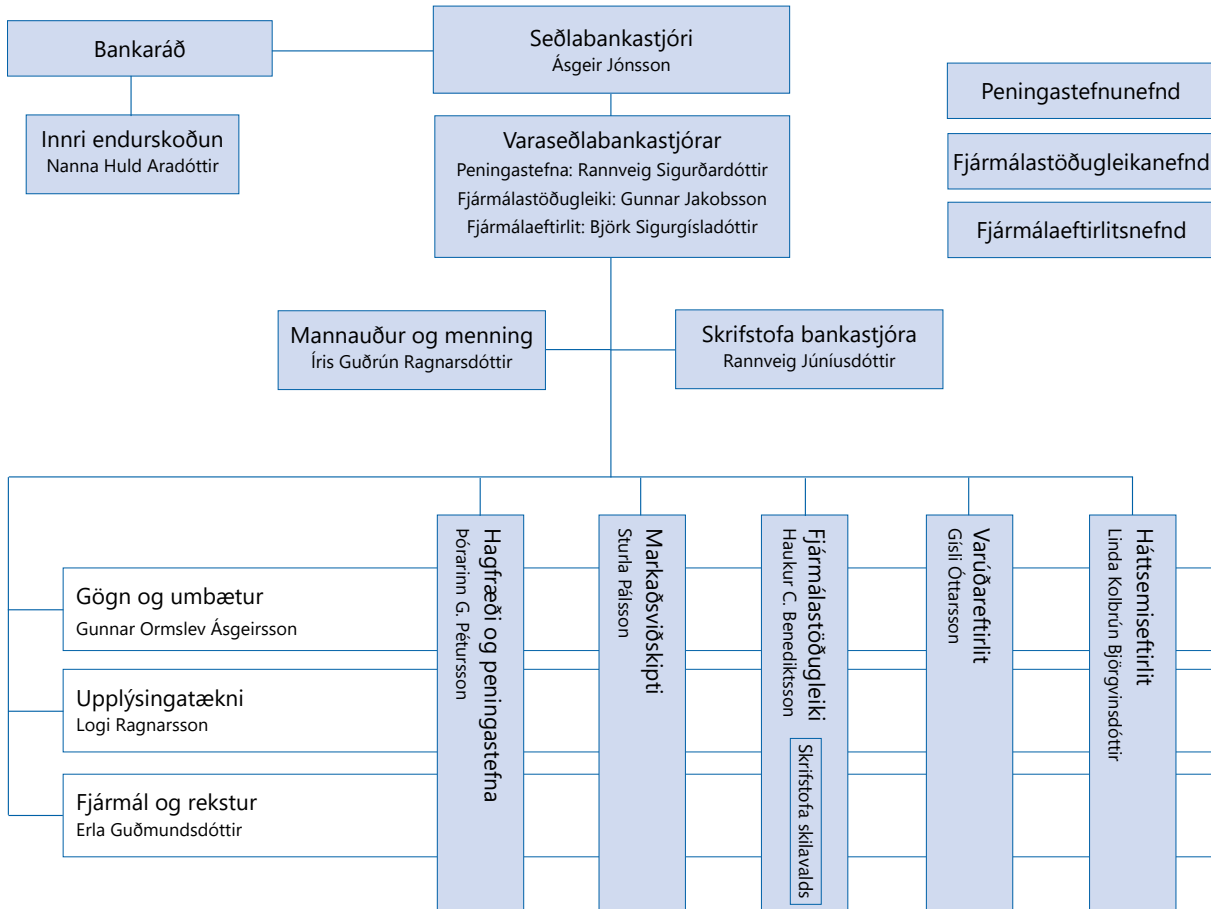 Bankaráð
Seðlabankastjóri
Ásgeir Jónsson
Innri endurskoðun
Nanna Huld Aradóttir
Varaseðlabankastjórar
Peningastefna: Rannveig Sigurðardóttir
Fjármálastöðugleiki: Gunnar Jakobsson
Fjármálaeftirlit: Björk Sigurgísladóttir
Peningastefnunefnd
Fjármálastöðugleikanefnd
Fjármálaeftirlitsnefnd
Mannauður og menning
Íris Guðrún Ragnarsdóttir
Skrifstofa bankastjóra
Rannveig Júníusdóttir
Gögn og umbætur
Gunnar Ormslev Ásgeirsson
Upplýsingatækni
Logi Ragnarsson
Fjármál og rekstur
Erla Guðmundsdóttir
Hagfræði og peningastefna
Þórarinn G. Pétursson
Markaðsviðskipti
Sturla Pálsson
Fjármálastöðugleiki
Haukur C. Benediktsson
Skrifstofa skilavalds
Varúðareftirlit
Gísli Óttarsson
Háttsemiseftirlit
Linda Kolbrún Björgvinsdóttir